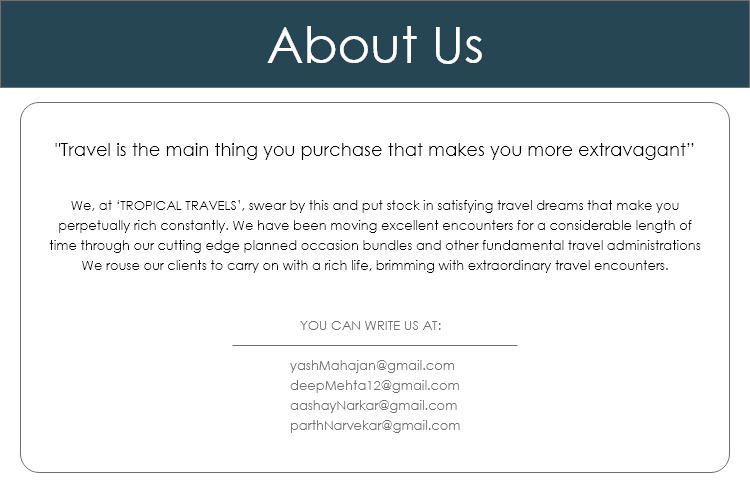 About Us
"Travel is the main thing you purchase that makes you more extravagant”
We, at ‘TROPICAL TRAVELS’, swear by this and put stock in satisfying travel dreams that make you
perpetually rich constantly. We have been moving excellent encounters for a considerable length of
time through our cutting edge planned occasion bundles and other fundamental travel administrations
We rouse our clients to carry on with a rich life, brimming with extraordinary travel encounters.
YOU CAN WRITE US AT:
yashMahajan@gmail.com
deepMehta12@gmail.com
aashayNarkar@gmail.com
parthNarvekar@gmail.com